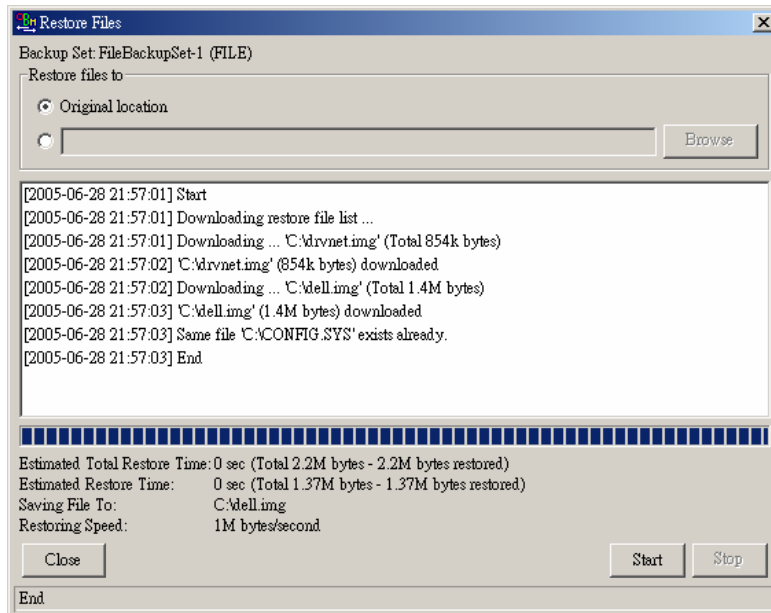 OBM Restore Files
Backup Set: FileBackupSet-1 (FILE)
Restore files to
Original location
Browse
[2005-06-28 21:57:01] Start
[2005-06-28 21:57:01] Downloading restore file list ...
[2005-06-28 21:57:01] Downloading ... 'C:\drvnet.img' (Total 854k bytes)
[2005-06-28 21:57:02] 'C:\drvnet.img' (854k bytes) downloaded
[2005-06-28 21:57:02] Downloading ... 'C:\dell.img' (Total 1.4M bytes)
[2005-06-28 21:57:03] 'C:\dell.img' (1.4M bytes) downloaded
[2005-06-28 21:57:03] Same file 'C:\CONFIG.SYS' exists already.
[2005-06-28 21:57:03] End
Estimated Total Restore Time: 0 sec (Total 2.2M bytes - 2.2M bytes restored)
Estimated Restore Time: 0 sec (Total 1.37M bytes - 1.37M bytes restored)
Saving File To: C:\dell.img
Restoring Speed: 1M bytes/second
Close Start Stop
End